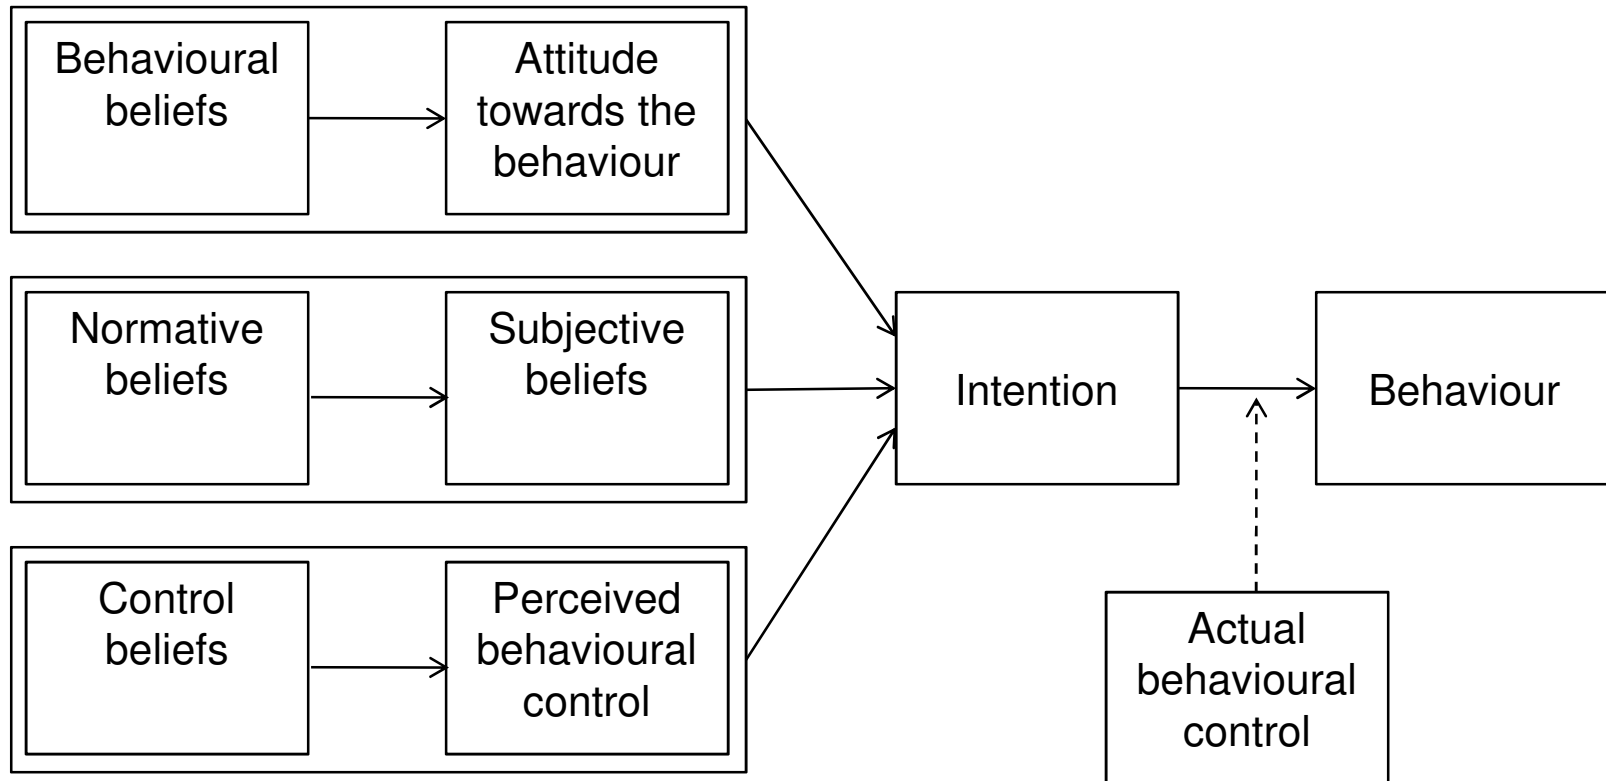 Behavioural
beliefs
Attitude
towards the
behaviour
Normative
beliefs
Subjective
beliefs
Intention
Behaviour
Control
beliefs
Perceived
behavioural
control
Actual
behavioural
control